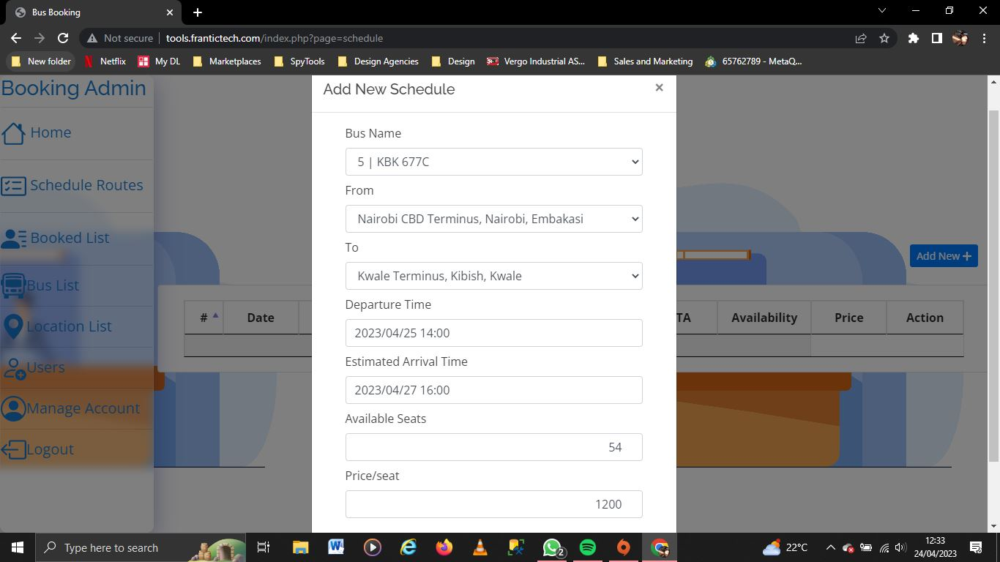 Bus Booking
Not secure tools.frantictech.com/index.php?page=schedule
New folder Netflix My DL Marketplaces SpyTools Design Agencies Design Vergo Industrial AS... Sales and Marketing 65762789 - MetaQ...
Booking Admin
Home
Schedule Routes
Booked List
Bus List
Location List
Users
Manage Account
Logout
Add New Schedule ×
Bus Name
5 | KBK 677C
From
Nairobi CBD Terminus, Nairobi, Embakasi
To
Kwale Terminus, Kibish, Kwale
Departure Time
2023/04/25 14:00
Estimated Arrival Time
2023/04/27 16:00
Available Seats
54
Price/seat
1200
Add New +
# Date TA Availability Price Action
Type here to search
2
22°C
12:33
24/04/2023